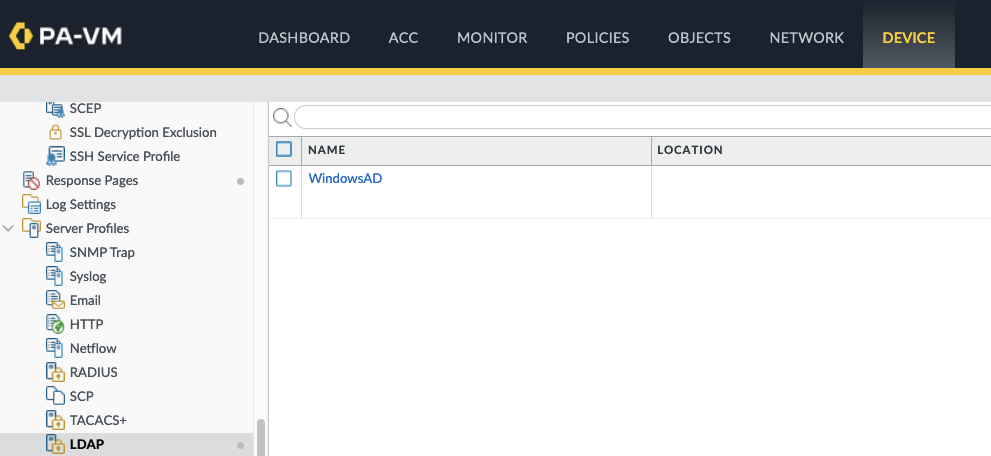 PA-VM DASHBOARD ACC MONITOR POLICIES OBJECTS NETWORK DEVICE
SCEP
SSL Decryption Exclusion
SSH Service Profile
Response Pages
Log Settings
Server Profiles
SNMP Trap
Syslog
Email
HTTP
Netflow
RADIUS
SCP
TACACS+
LDAP
NAME LOCATION
WindowsAD